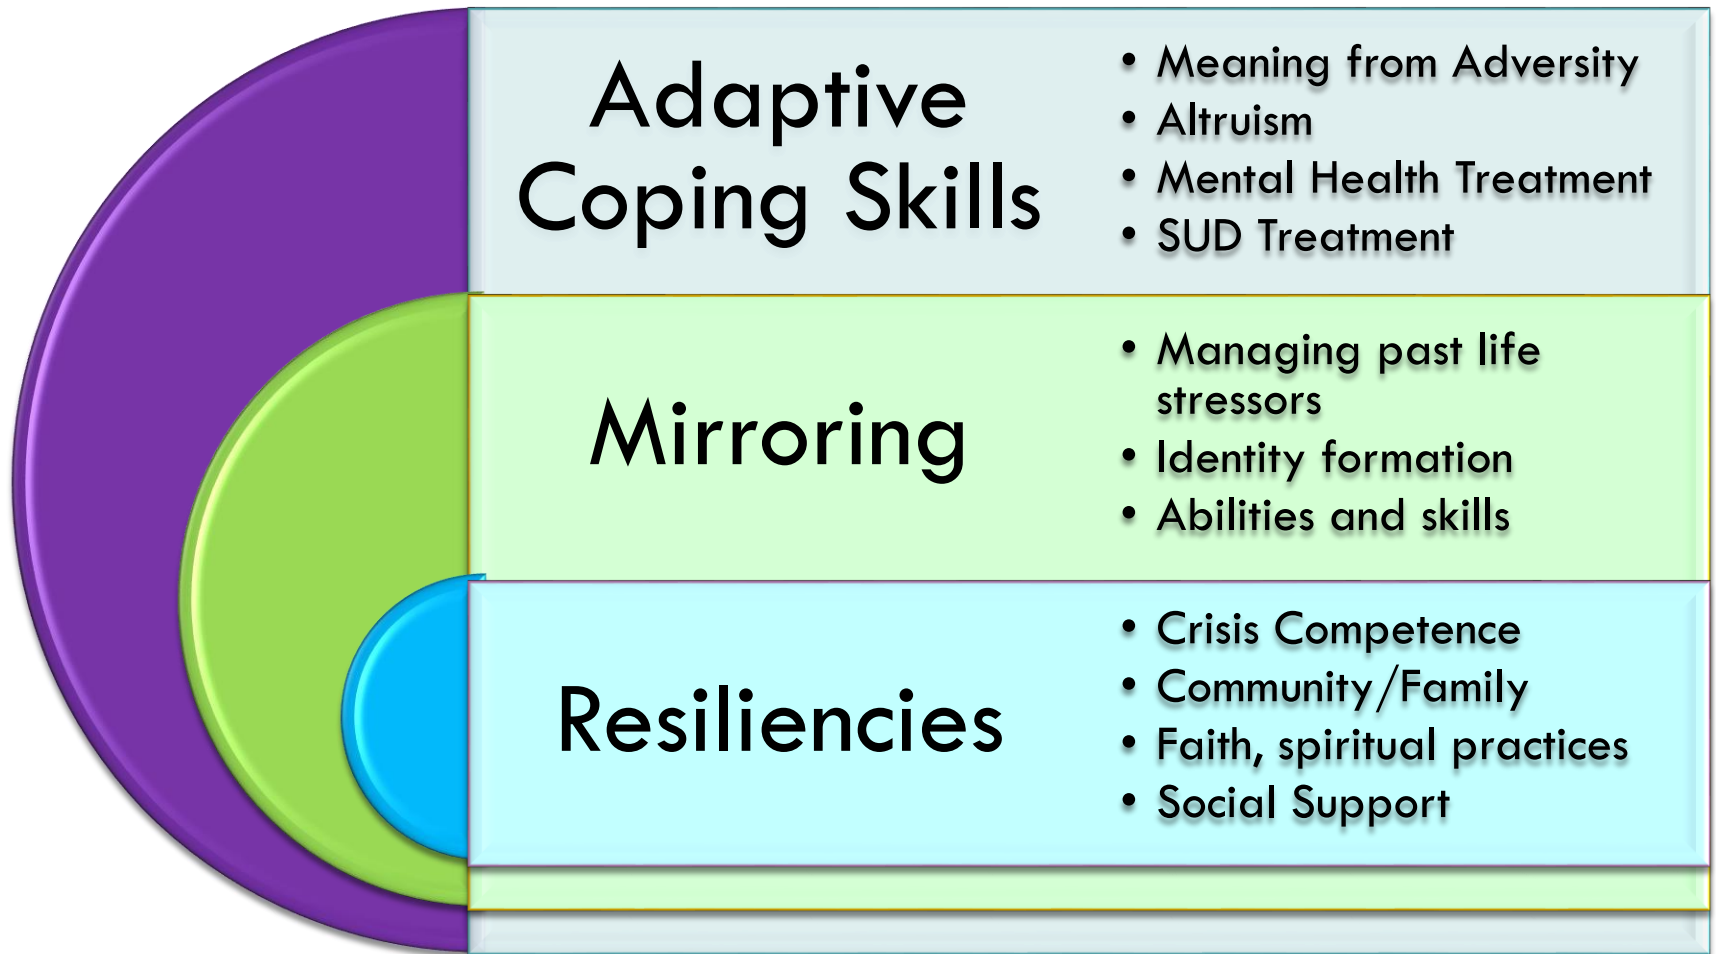 Adaptive
Coping Skills
• Meaning from Adversity
• Altruism
• Mental Health Treatment
• SUD Treatment
Mirroring
• Managing past life
stressors
• Identity formation
• Abilities and skills
Resiliencies
• Crisis Competence
• Community/Family
• Faith, spiritual practices
• Social Support